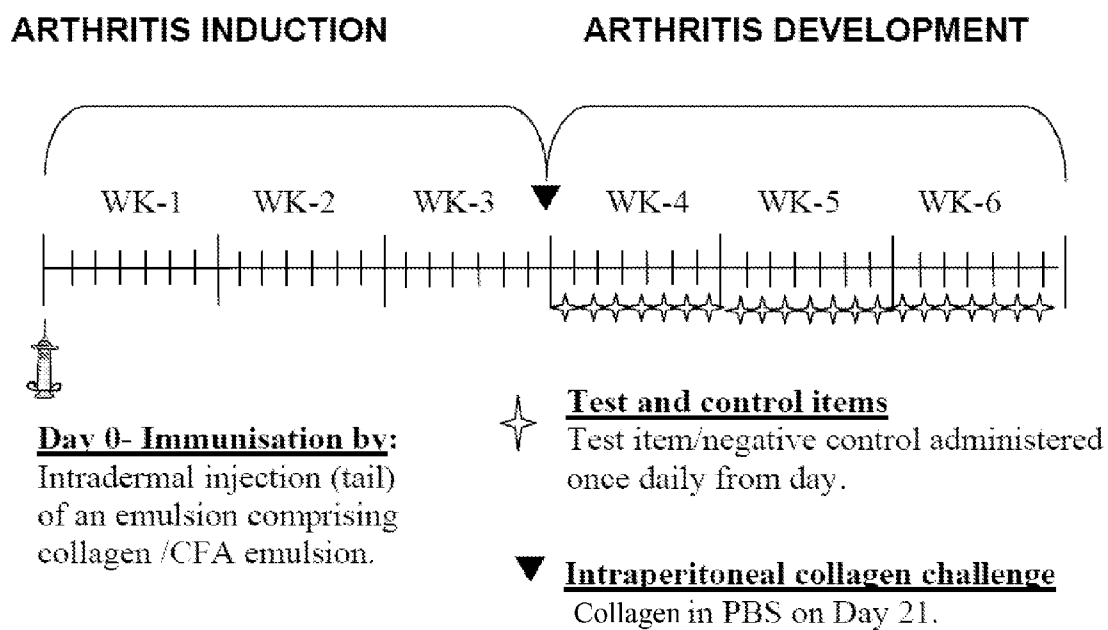 ARTHRITIS INDUCTION
ARTHRITIS DEVELOPMENT
WK-1 WK-2 WK-3 WK-4 WK-5 WK-6
Day 0- Immunisation by:
Intradermal injection (tail)
of an emulsion comprising
collagen /CFA emulsion.
Test and control items
Test item/negative control administered
once daily from day.
Intraperitoneal collagen challenge
Collagen in PBS on Day 21.